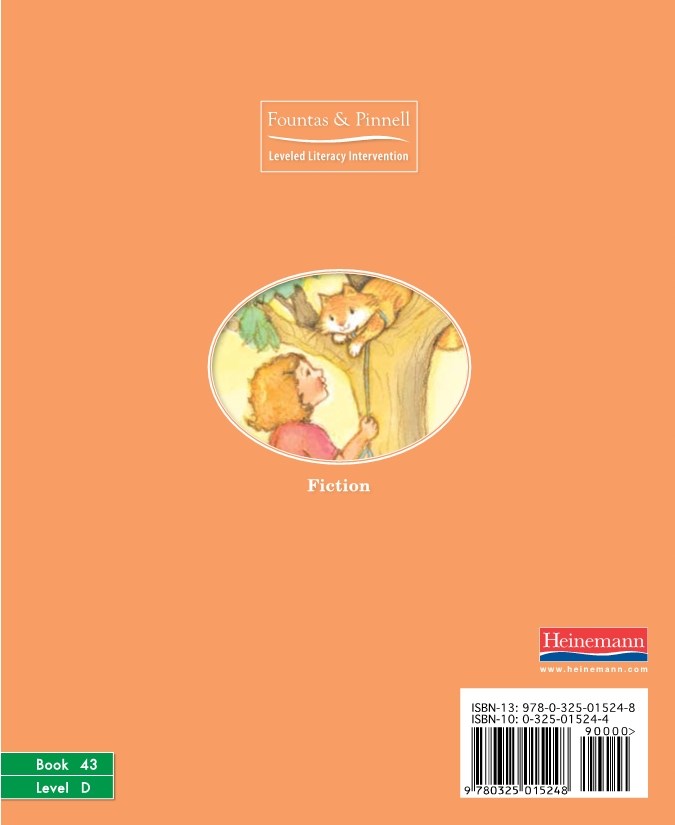 Fountas & Pinnell
Leveled Literacy Intervention
Fiction
Heinemann
www.heinemann.com
ISBN-13: 978-0-325-01524-8
ISBN-10: 0-325-01524-4
90000>
9 780325 015248
Book 43
Level D